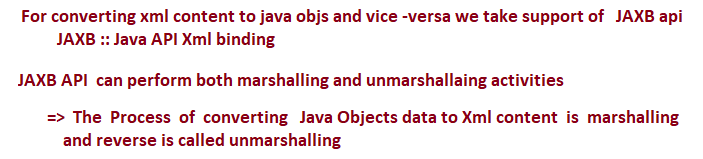 For converting xml content to java objs and vice -versa we take support of JAXB api
JAXB :: Java API Xml binding
JAXB API can perform both marshalling and unmarshallaing activities
=> The Process of converting Java Objects data to Xml content is marshalling
and reverse is called unmarshalling